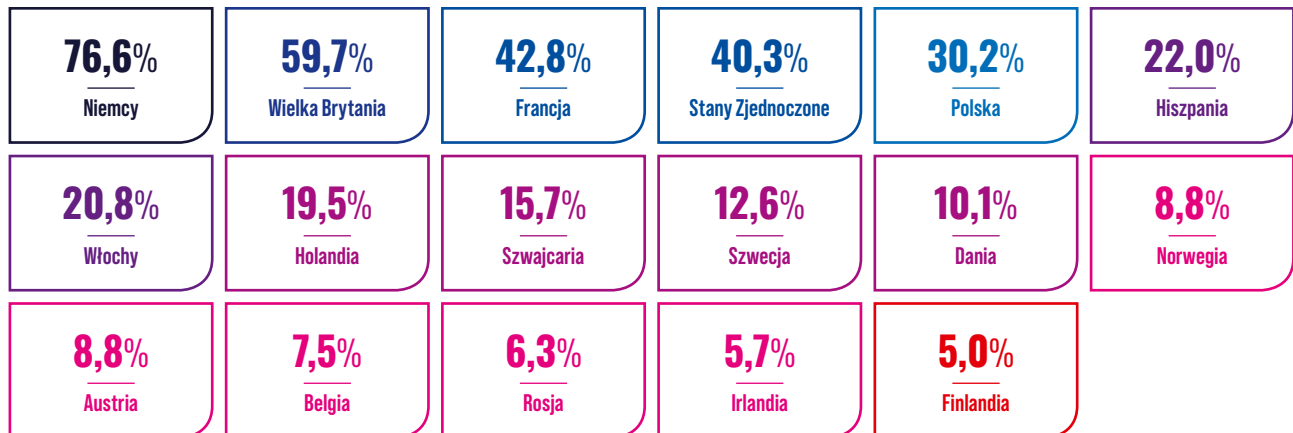 76,6%
Niemcy
59,7%
Wielka Brytania
42,8%
Francja
40,3%
Stany Zjednoczone
30,2%
Polska
22,0%
Hiszpania
20,8%
Włochy
19,5%
Holandia
15,7%
Szwajcaria
12,6%
Szwecja
10,1%
Dania
8,8%
Norwegia
8,8%
Austria
7,5%
Belgia
6,3%
Rosja
5,7%
Irlandia
5,0%
Finlandia